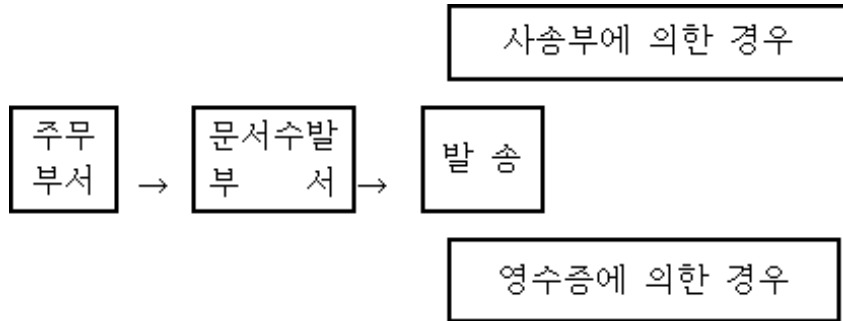 사송부에 의한 경우
주무
부서
→
문서수발
부 서
→
발 송
영수증에 의한 경우